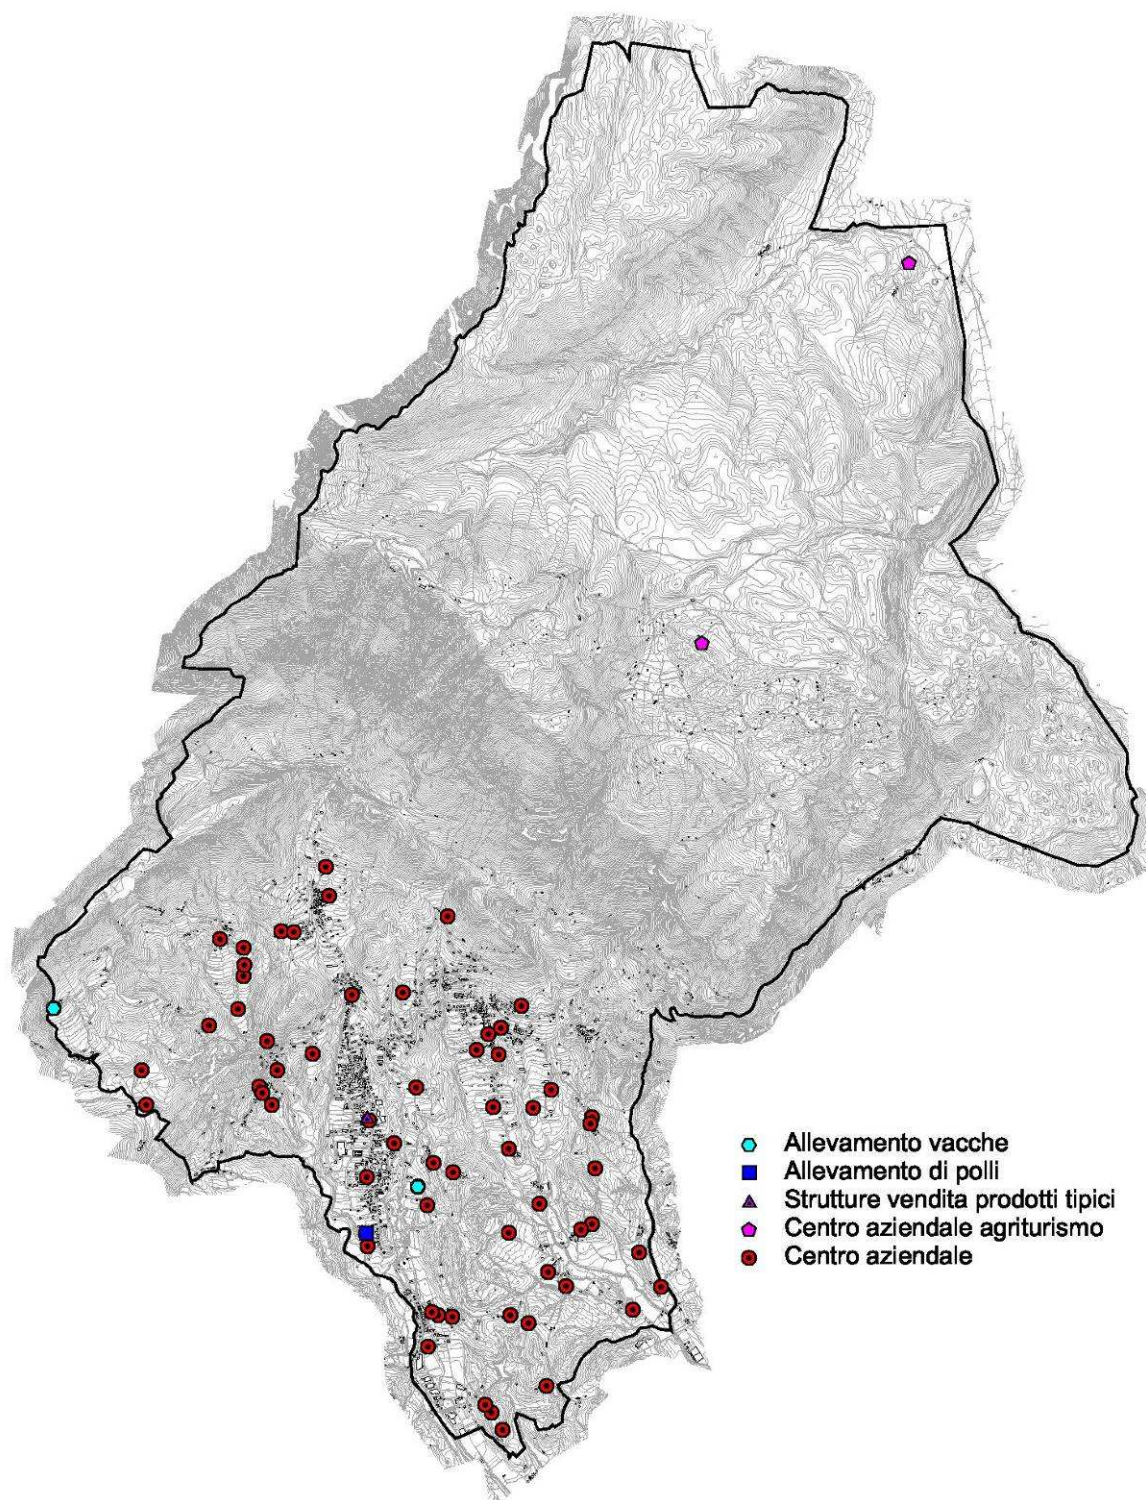 Allevamento vacche
Allevamento di polli
Strutture vendita prodotti tipici
Centro aziendale agriturismo
Centro aziendale